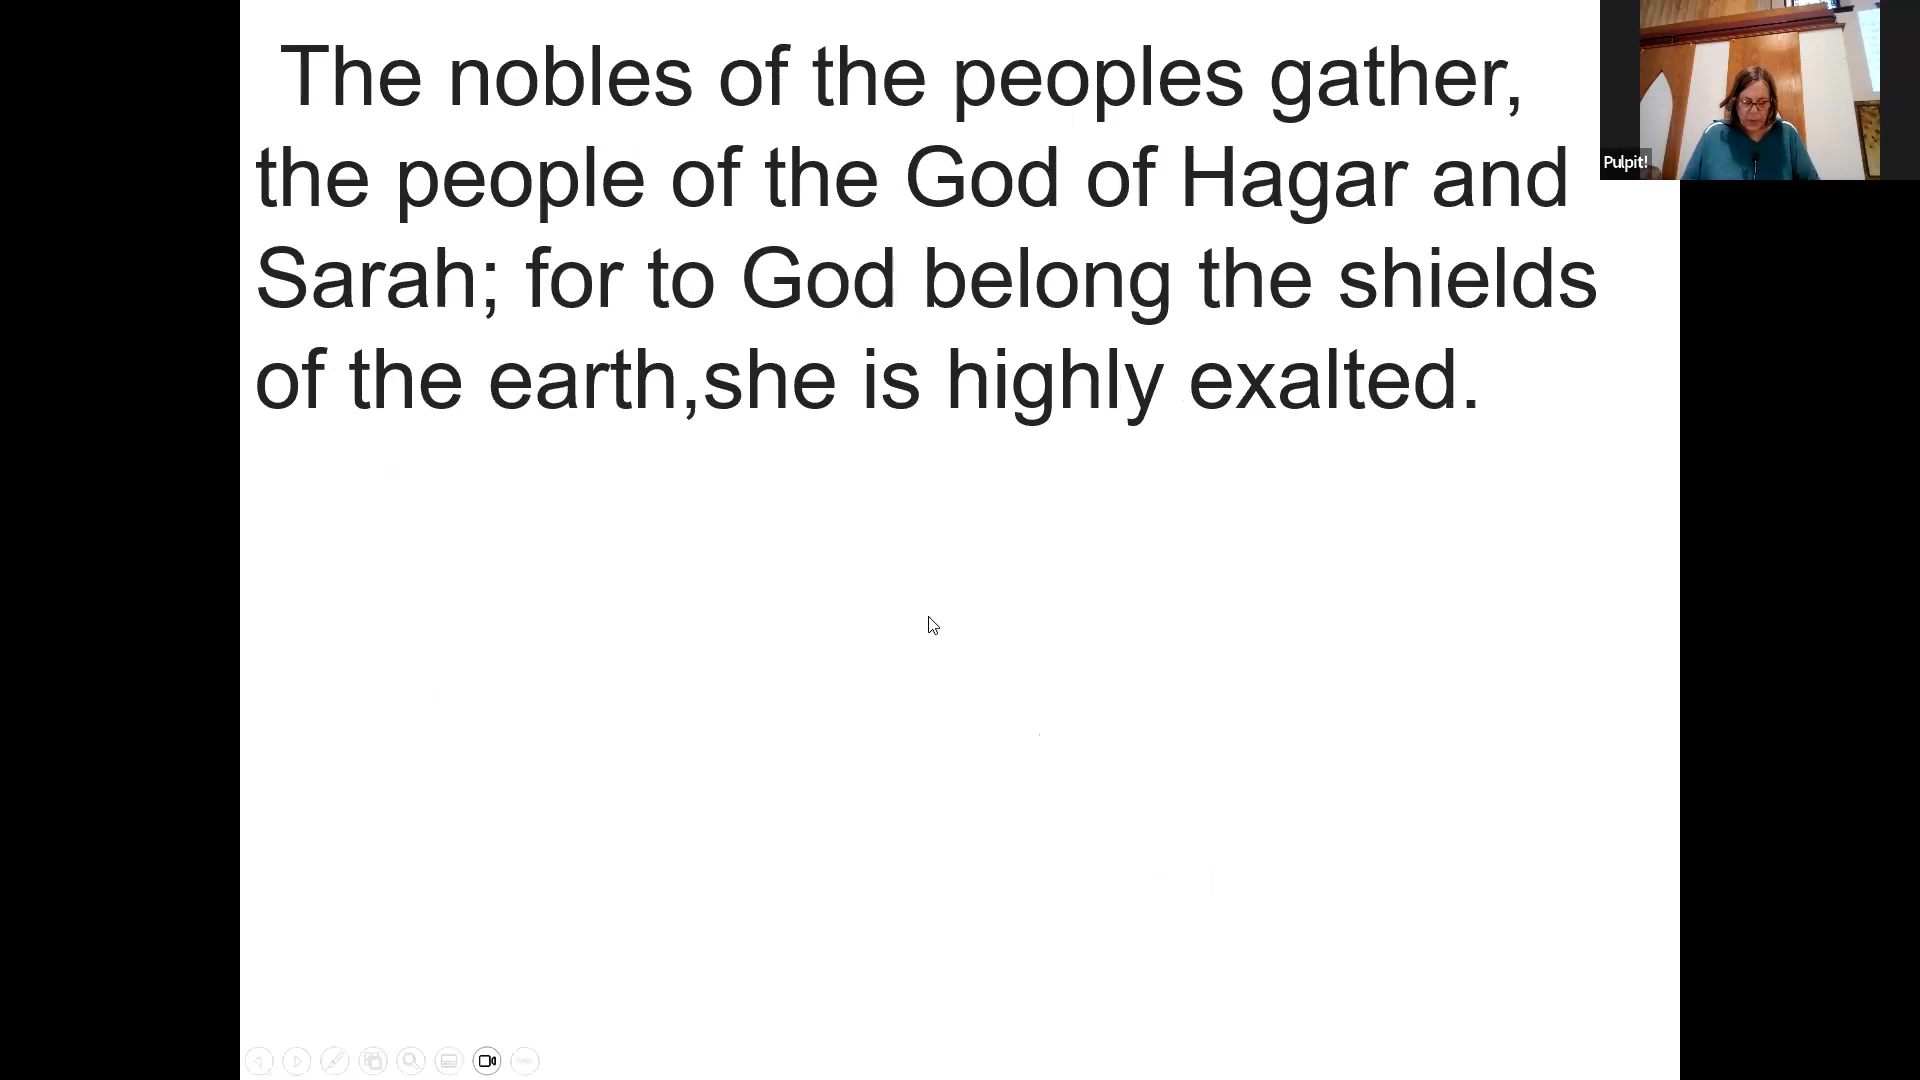 The nobles of the peoples gather,
the people of the God of Hagar and
Sarah; for to God belong the shields
of the earth,she is highly exalted.
Pulpit!